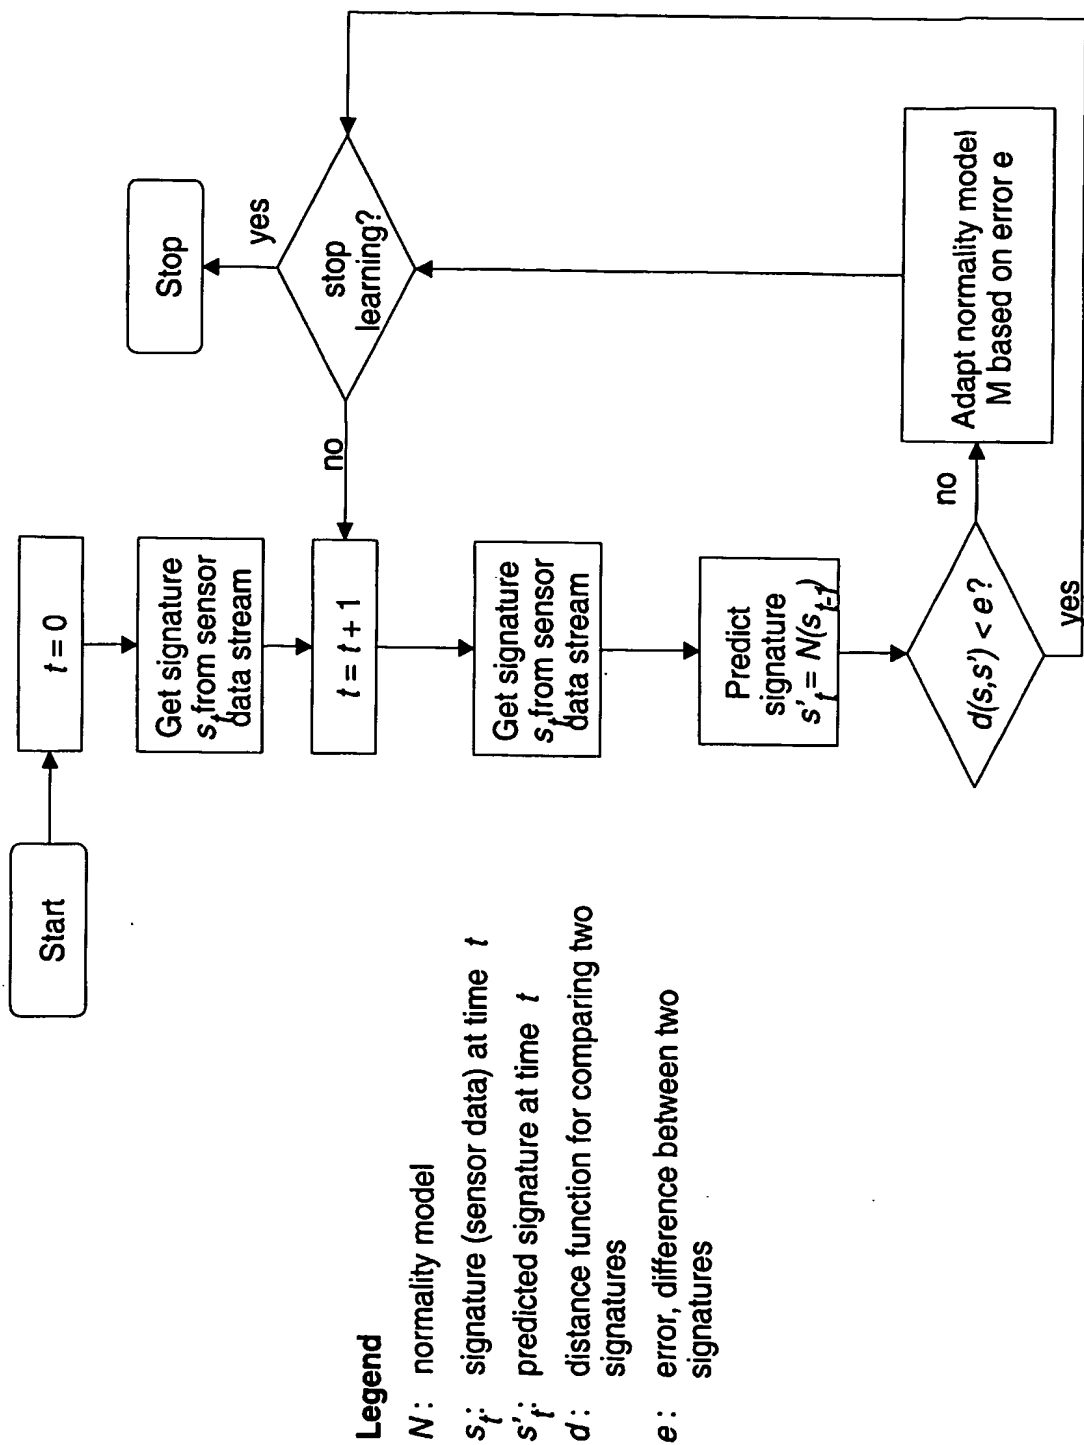 Start
t = 0
Get signature
s_t from sensor
data stream
t = t + 1
Get signature
s_t from sensor
data stream
Predict
signature
s'_t = N(s_{t-1})
d(s,s') < e?
no
yes
Adapt normality model
M based on error e
stop
learning?
no
yes
Stop
Legend
N : normality model
s_t: signature (sensor data) at time t
s'_t: predicted signature at time t
d : distance function for comparing two
signatures
e : error, difference between two
signatures